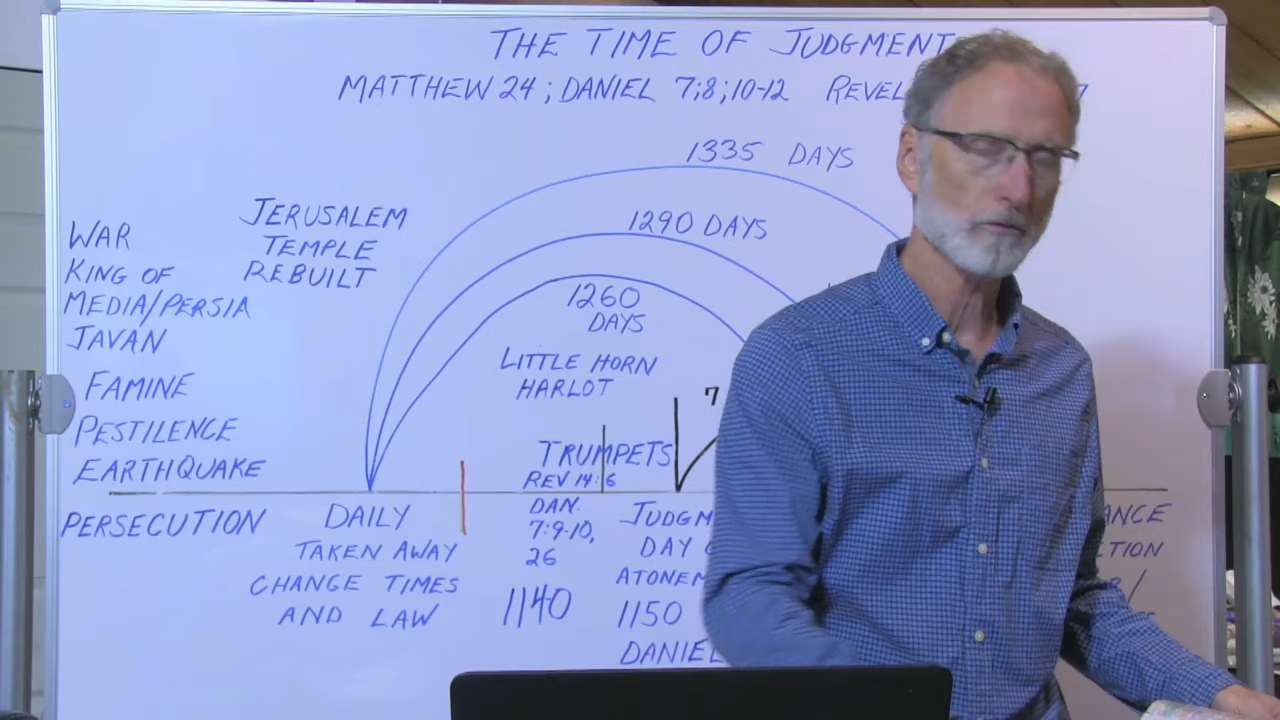 THE TIME OF JUDGMENT
MATTHEW 24; DANIEL 7;8;10-12 REVEL 7
1335 DAYS
1290 DAYS
1260
DAYS
JERUSALEM
TEMPLE
REBUILT
WAR
KING OF
MEDIA/PERSIA
JAVAN
FAMINE
PESTILENCE
EARTHQUAKE
PERSECUTION
LITTLE HORN
HARLOT
7
TRUMPETS
REV 14:6
DAN.
7:9-10,
26
1140
DAILY
TAKEN AWAY
CHANGE TIMES
AND LAW
JUDGM
DAY
ATONEM
1150
DANIEL
ANCE
TION